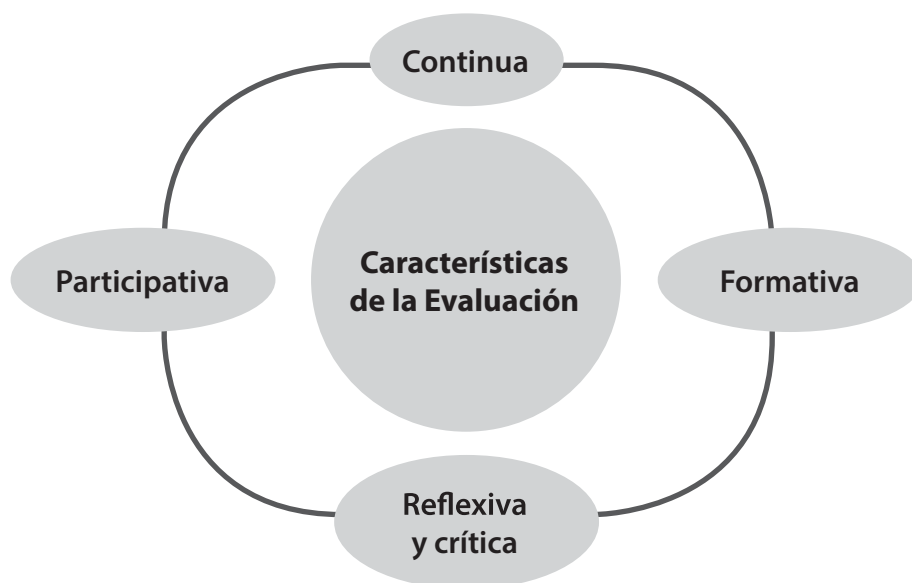 Continua
Características
de la Evaluación
Participativa
Formativa
Reflexiva
y crítica